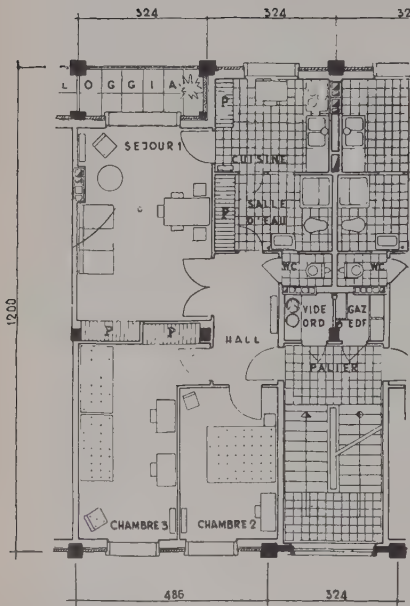 324 324 32
LOGGIA
P
SEJOUR 1
CUISINE
P
SALLE
D'EAU
WC WC
1200
P P
VIDE
ORD
GAZ
EDF
HALL
PALIER
CHAMBRE 3 CHAMBRE 2
486 324